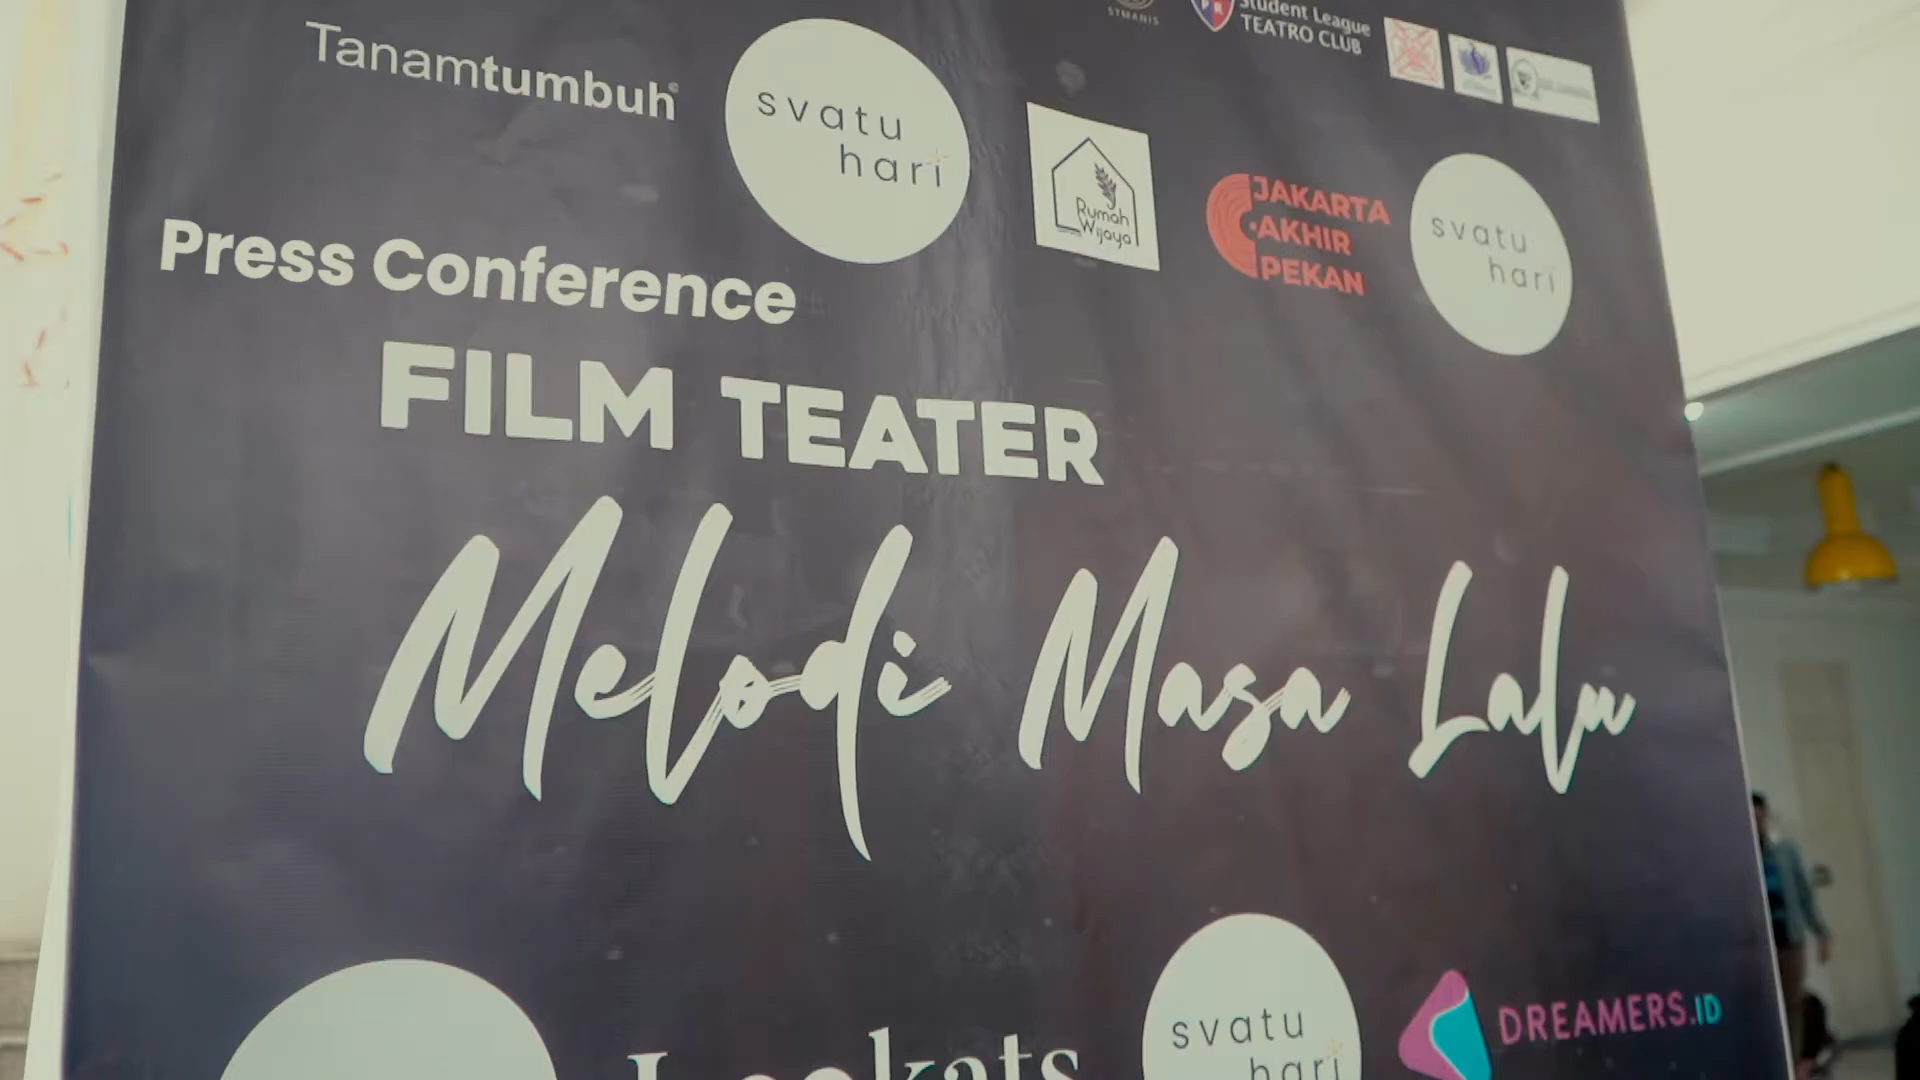 SYMANIS
Student League
TEATRO CLUB
Tanamtumbuh
svatu
hari
Rumah
Wijaya
JAKARTA
AKHIR
PEKAN
svatu
hari
Press Conference
FILM TEATER
Melodi Masa Lalu
svatu
hari
DREAMERS.ID